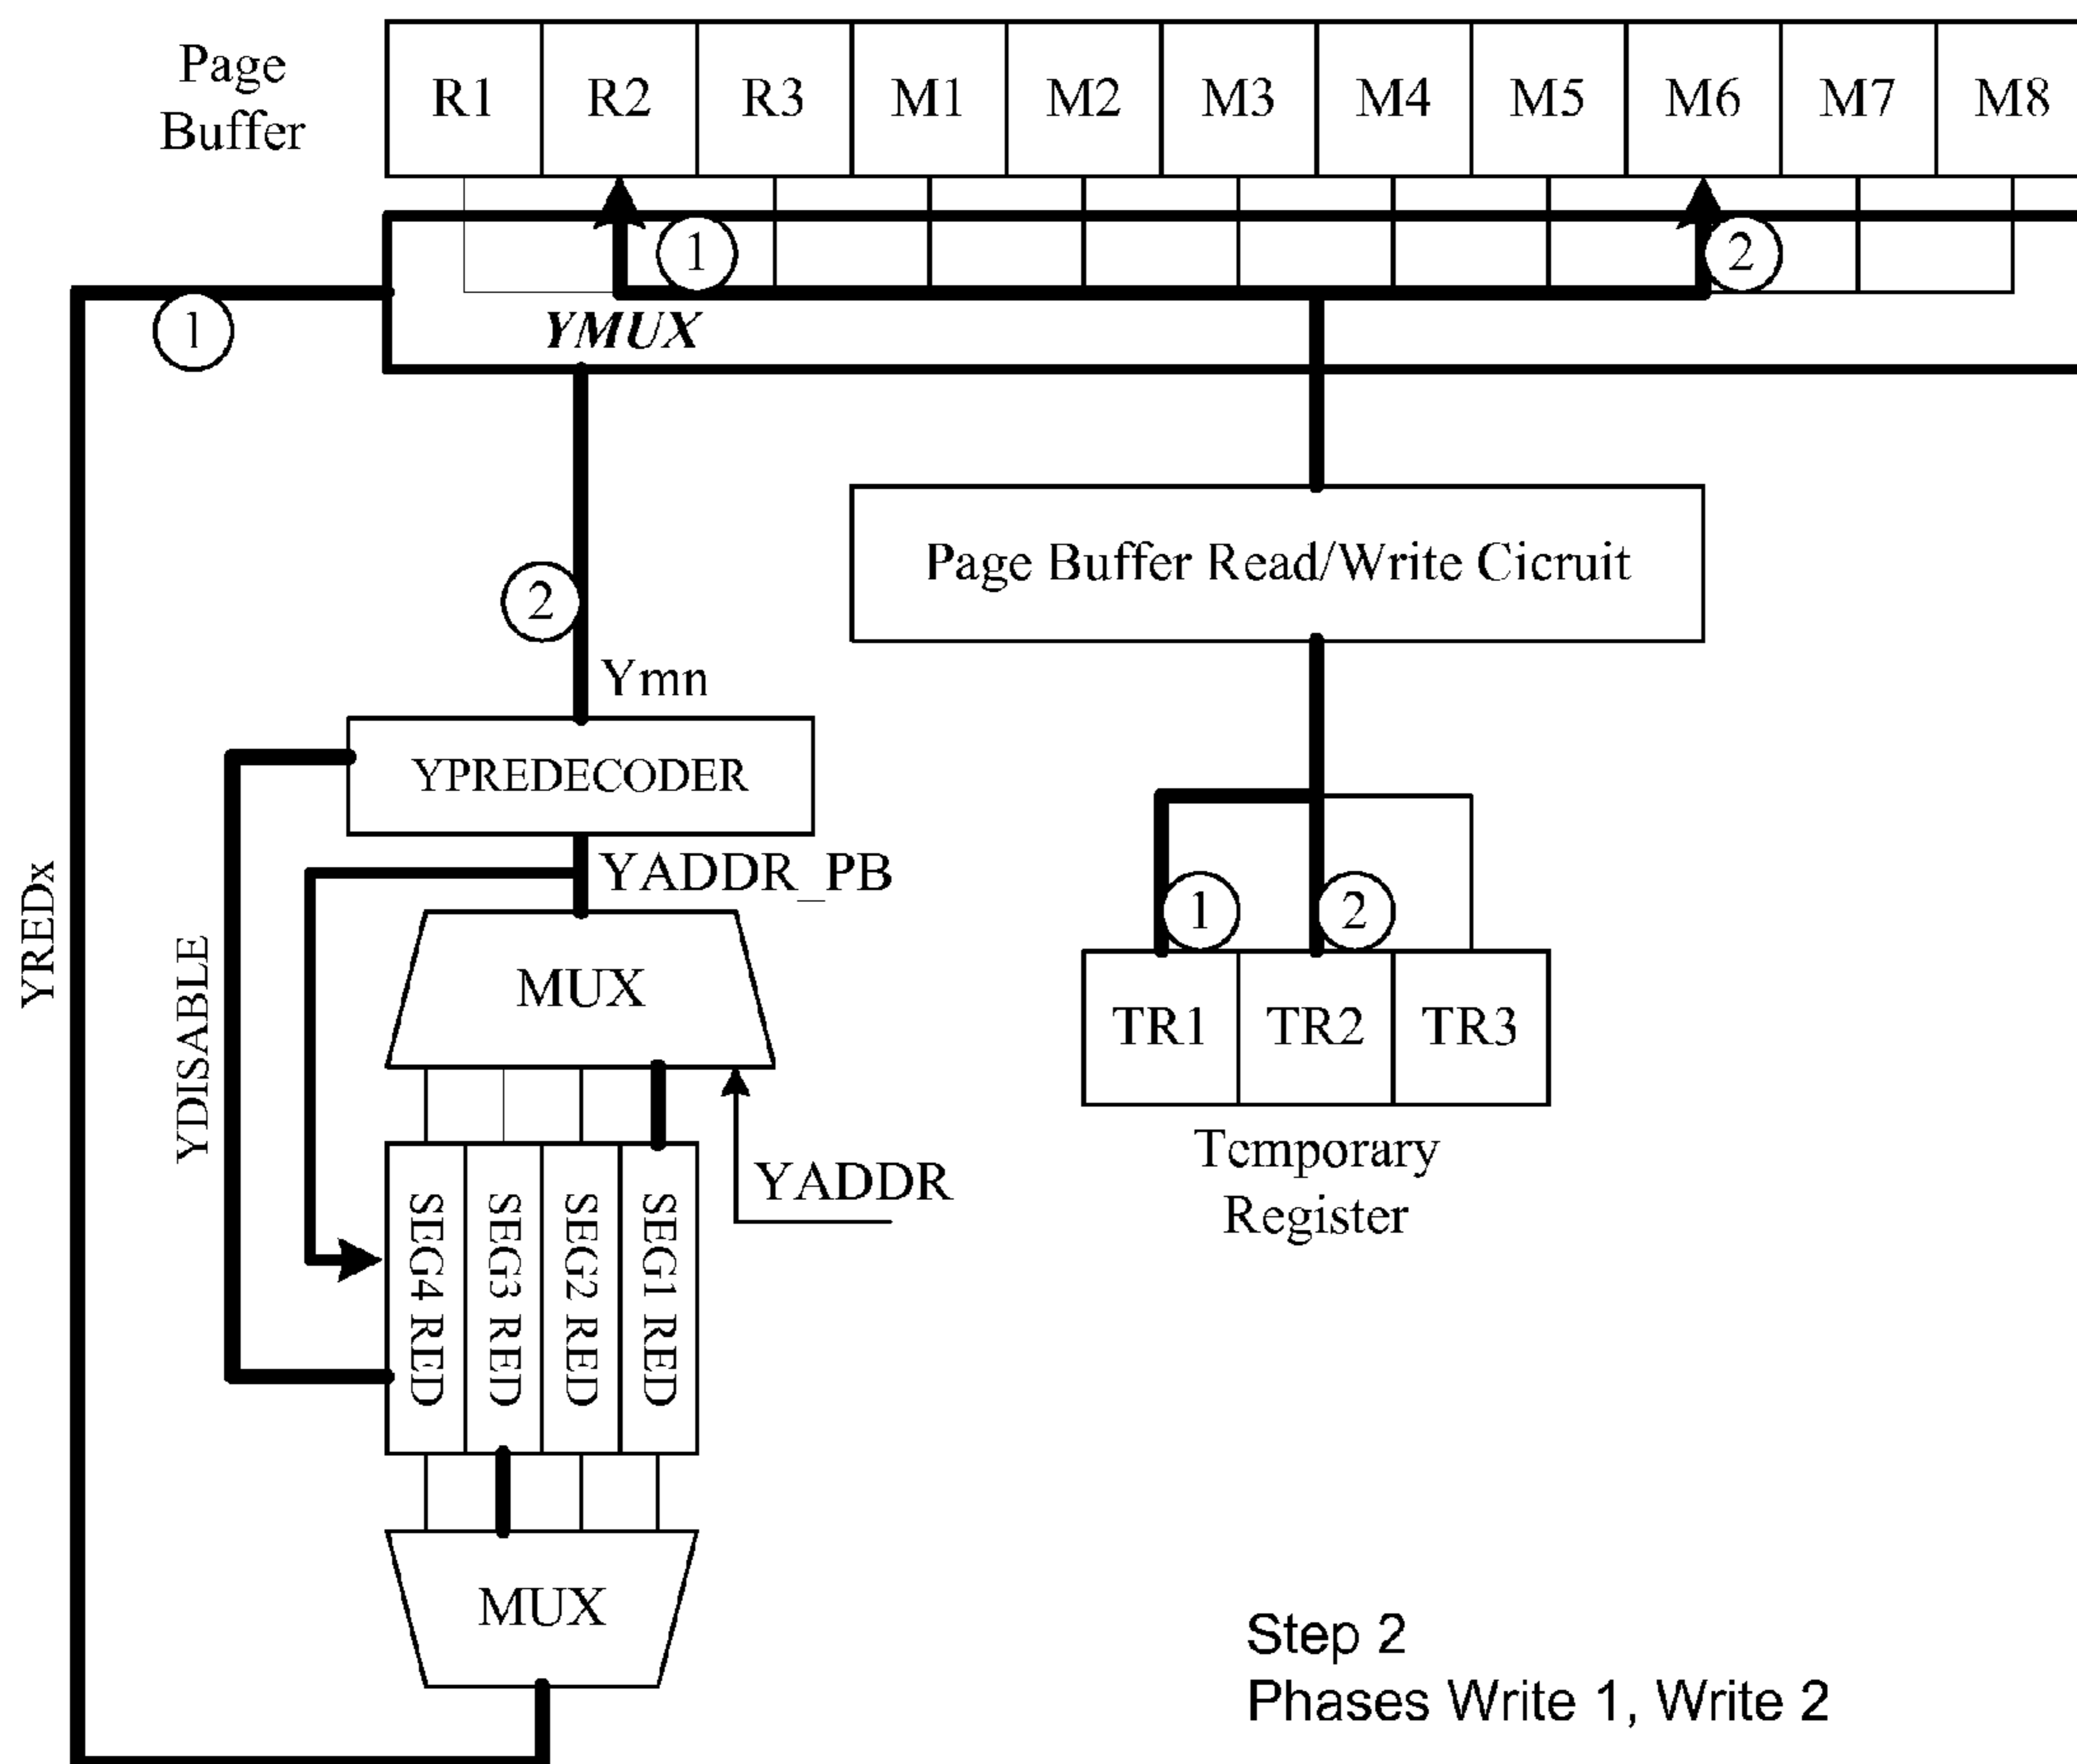 Page
Buffer
R1 R2 R3 M1 M2 M3 M4 M5 M6 M7 M8
1 2
1
YMUX
Page Buffer Read/Write Cicruit
2
Ymn
YPREDECODER
YADDR_PB
YREDx
YDISABLE
1 2
MUX
TR1 TR2 TR3
Temporary
Register
YADDR
SEG4 RED
SEG3 RED
SEG2 RED
SEG1 RED
MUX
Step 2
Phases Write 1, Write 2